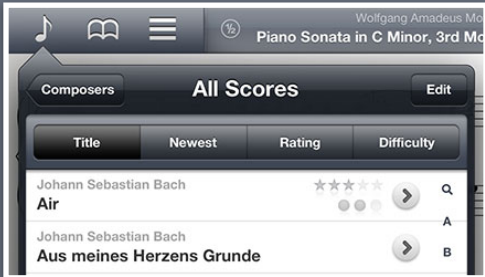 ½
Wolfgang Amadeus Mo
Piano Sonata in C Minor, 3rd Mo
Composers
All Scores
Edit
Title
Newest
Rating
Difficulty
Johann Sebastian Bach
Air
Johann Sebastian Bach
Aus meines Herzens Grunde
A
B